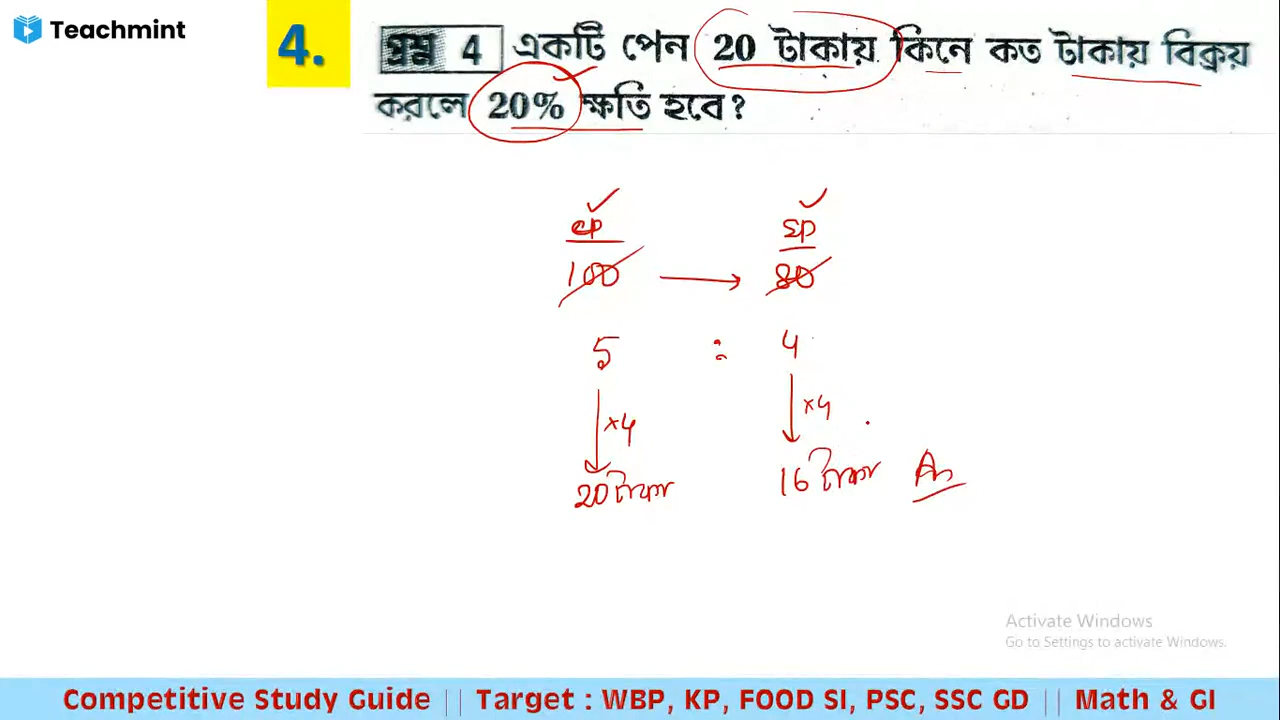 Teachmint
4. প্রশ্ন 4 একটি পেন 20 টাকায় কিনে কত টাকায় বিক্রয়
করলে 20% ক্ষতি হবে?
cp sp
100 80
5 : 4
×4 ×4
20 টাকা 16 টাকা Ans
Activate Windows
Go to Settings to activate Windows.
Competitive Study Guide || Target : WBP, KP, FOOD SI, PSC, SSC GD || Math & GI